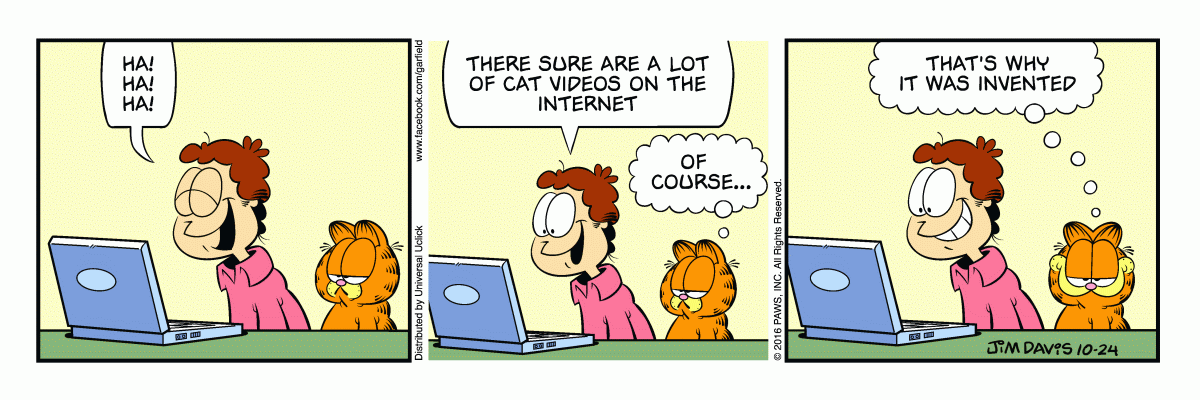 HA!
HA!
HA!
www.facebook.com/garfield
Distributed by Universal Uclick
THERE SURE ARE A LOT
OF CAT VIDEOS ON THE
INTERNET
OF
COURSE...
© 2016 PAWS, INC. All Rights Reserved.
THAT'S WHY
IT WAS INVENTED
JIM DAVIS 10-24